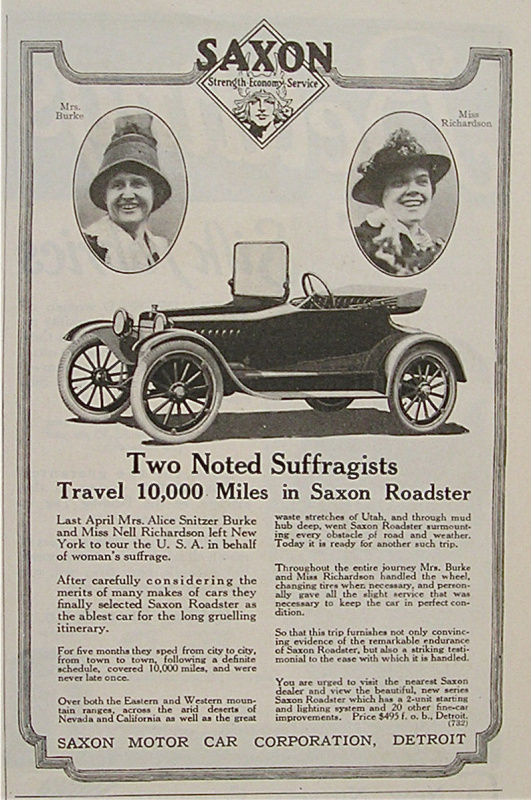 SAXON
Strength-Economy-Service
Mrs.
Burke
Miss
Richardson
Two Noted Suffragists
Travel 10,000 Miles in Saxon Roadster
Last April Mrs. Alice Snitzer Burke
and Miss Nell Richardson left New
York to tour the U. S. A. in behalf
of woman's suffrage.
After carefully considering the
merits of many makes of cars they
finally selected Saxon Roadster as
the ablest car for the long gruelling
itinerary.
For five months they sped from city to city,
from town to town, following a definite
schedule, covered 10,000 miles, and were
never late once.
Over both the Eastern and Western moun-
tain ranges, across the arid deserts of
Nevada and California as well as the great
waste stretches of Utah, and through mud
hub deep, went Saxon Roadster surmount-
ing every obstacle of road and weather.
Today it is ready for another such trip.
Throughout the entire journey Mrs. Burke
and Miss Richardson handled the wheel,
changing tires when necessary, and person-
ally gave all the slight service that was
necessary to keep the car in perfect con-
dition.
So that this trip furnishes not only convinc-
ing evidence of the remarkable endurance
of Saxon Roadster, but also a striking testi-
monial to the ease with which it is handled.
You are urged to visit the nearest Saxon
dealer and view the beautiful, new series
Saxon Roadster which has a 2-unit starting
and lighting system and 20 other fine-car
improvements. Price $495 f. o. b., Detroit.
(732)
SAXON MOTOR CAR CORPORATION, DETROIT